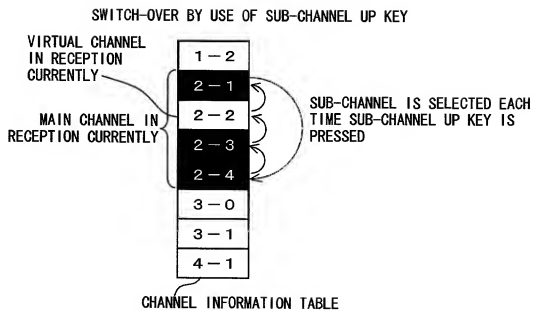 SWITCH-OVER BY USE OF SUB-CHANNEL UP KEY
VIRTUAL CHANNEL
IN RECEPTION
CURRENTLY
MAIN CHANNEL IN
RECEPTION CURRENTLY
1-2
2-1
2-2
2-3
2-4
3-0
3-1
4-1
SUB-CHANNEL IS SELECTED EACH
TIME SUB-CHANNEL UP KEY IS
PRESSED
CHANNEL INFORMATION TABLE